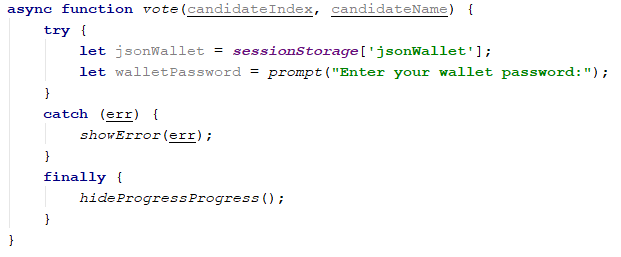 async function vote(candidateIndex, candidateName) {
    try {
        let jsonWallet = sessionStorage['jsonWallet'];
        let walletPassword = prompt("Enter your wallet password:");
    }
    catch (err) {
        showError(err);
    }
    finally {
        hideProgressProgress();
    }
}